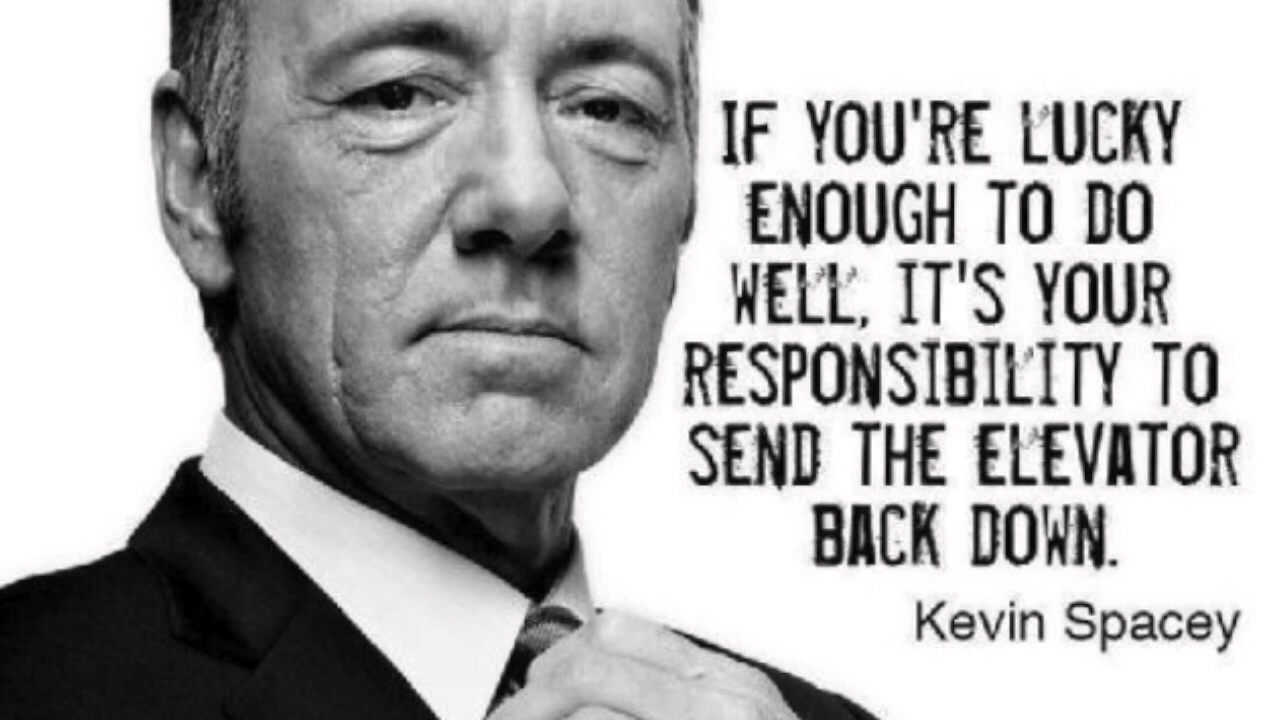 IF YOU'RE LUCKY
ENOUGH TO DO
WELL, IT'S YOUR
RESPONSIBILITY TO
SEND THE ELEVATOR
BACK DOWN.
Kevin Spacey